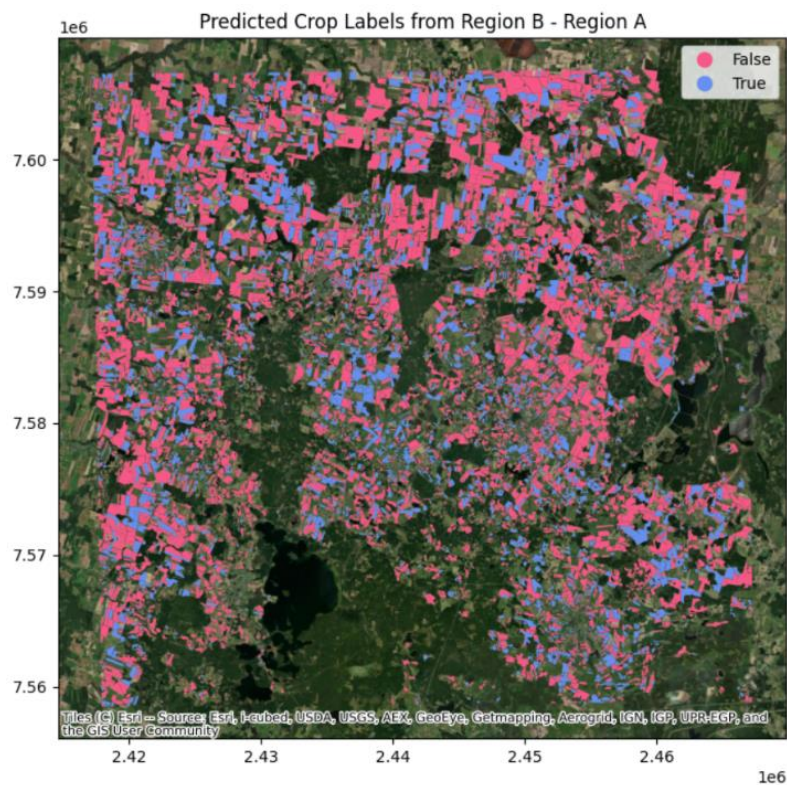 Predicted Crop Labels from Region B - Region A
1e6
False
True
7.60
7.59
7.58
7.57
7.56
Tiles (C) Esri -- Source: Esri, i-cubed, USDA, USGS, AEX, GeoEye, Getmapping, Aerogrid, IGN, IGP, UPR-EGP, and
the GIS User Community
2.42 2.43 2.44 2.45 2.46
1e6